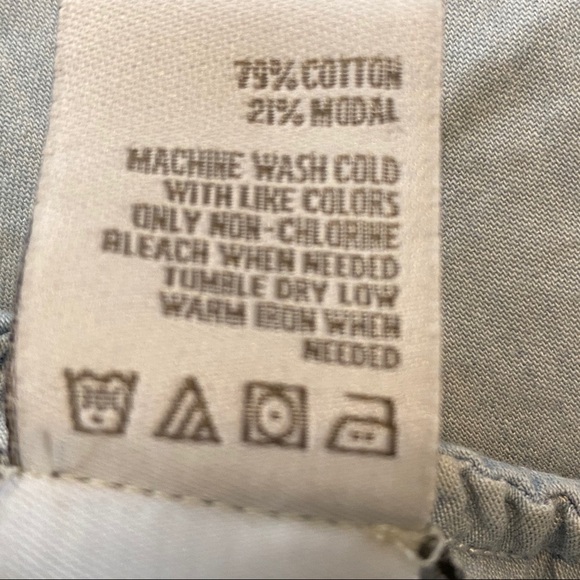 79% COTTON
21% MODAL
MACHINE WASH COLD
WITH LIKE COLORS
ONLY NON-CHLORINE
BLEACH WHEN NEEDED
TUMBLE DRY LOW
WARM IRON WHEN
NEEDED